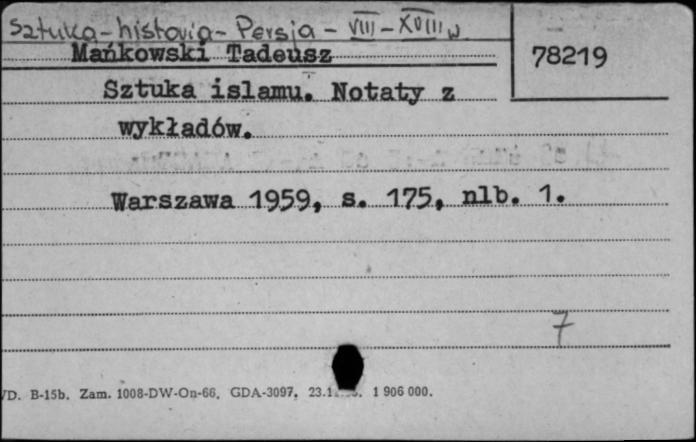 Sztuka - historia - Persia - VIII - XVIII w
Mańkowski Tadeusz
78219
Sztuka islamu. Notaty z
wykładów.
Warszawa 1959, s. 175, nlb. 1.
7
D. B-15b. Zam. 1008-DW-On-66. GDA-3097. 1 906 000.